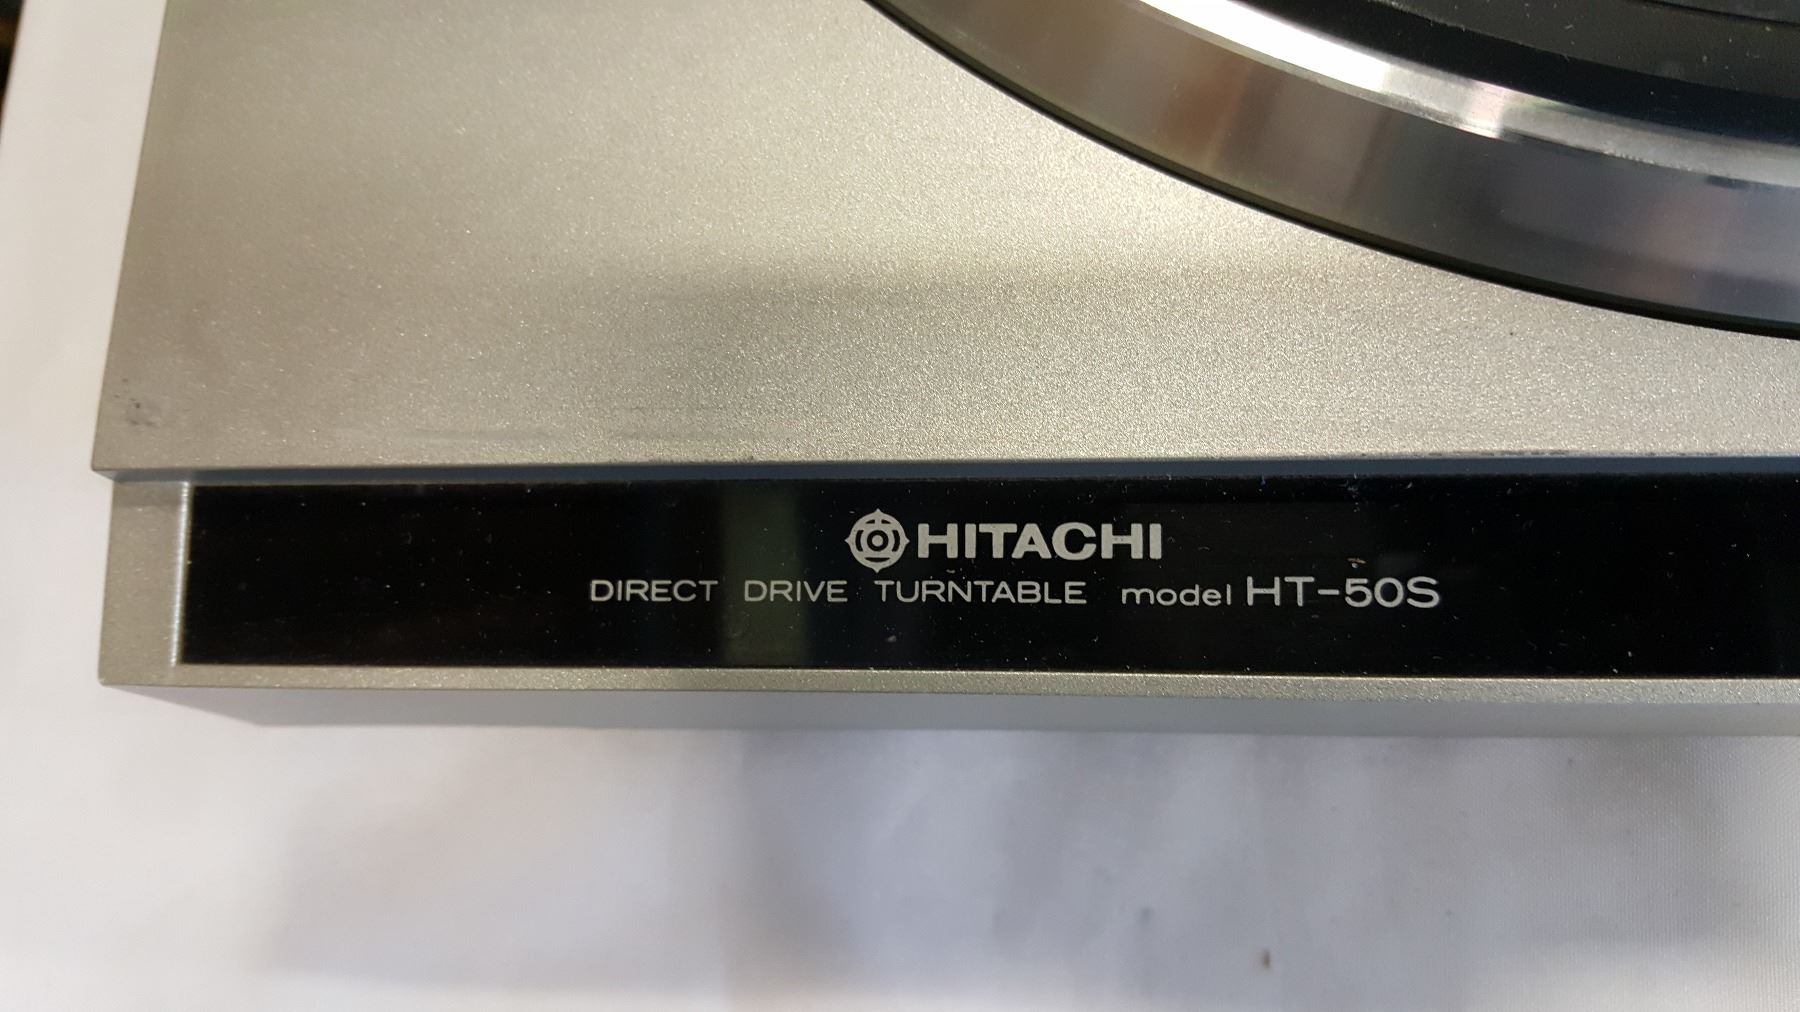 HITACHI
DIRECT DRIVE TURNTABLE model HT-50S